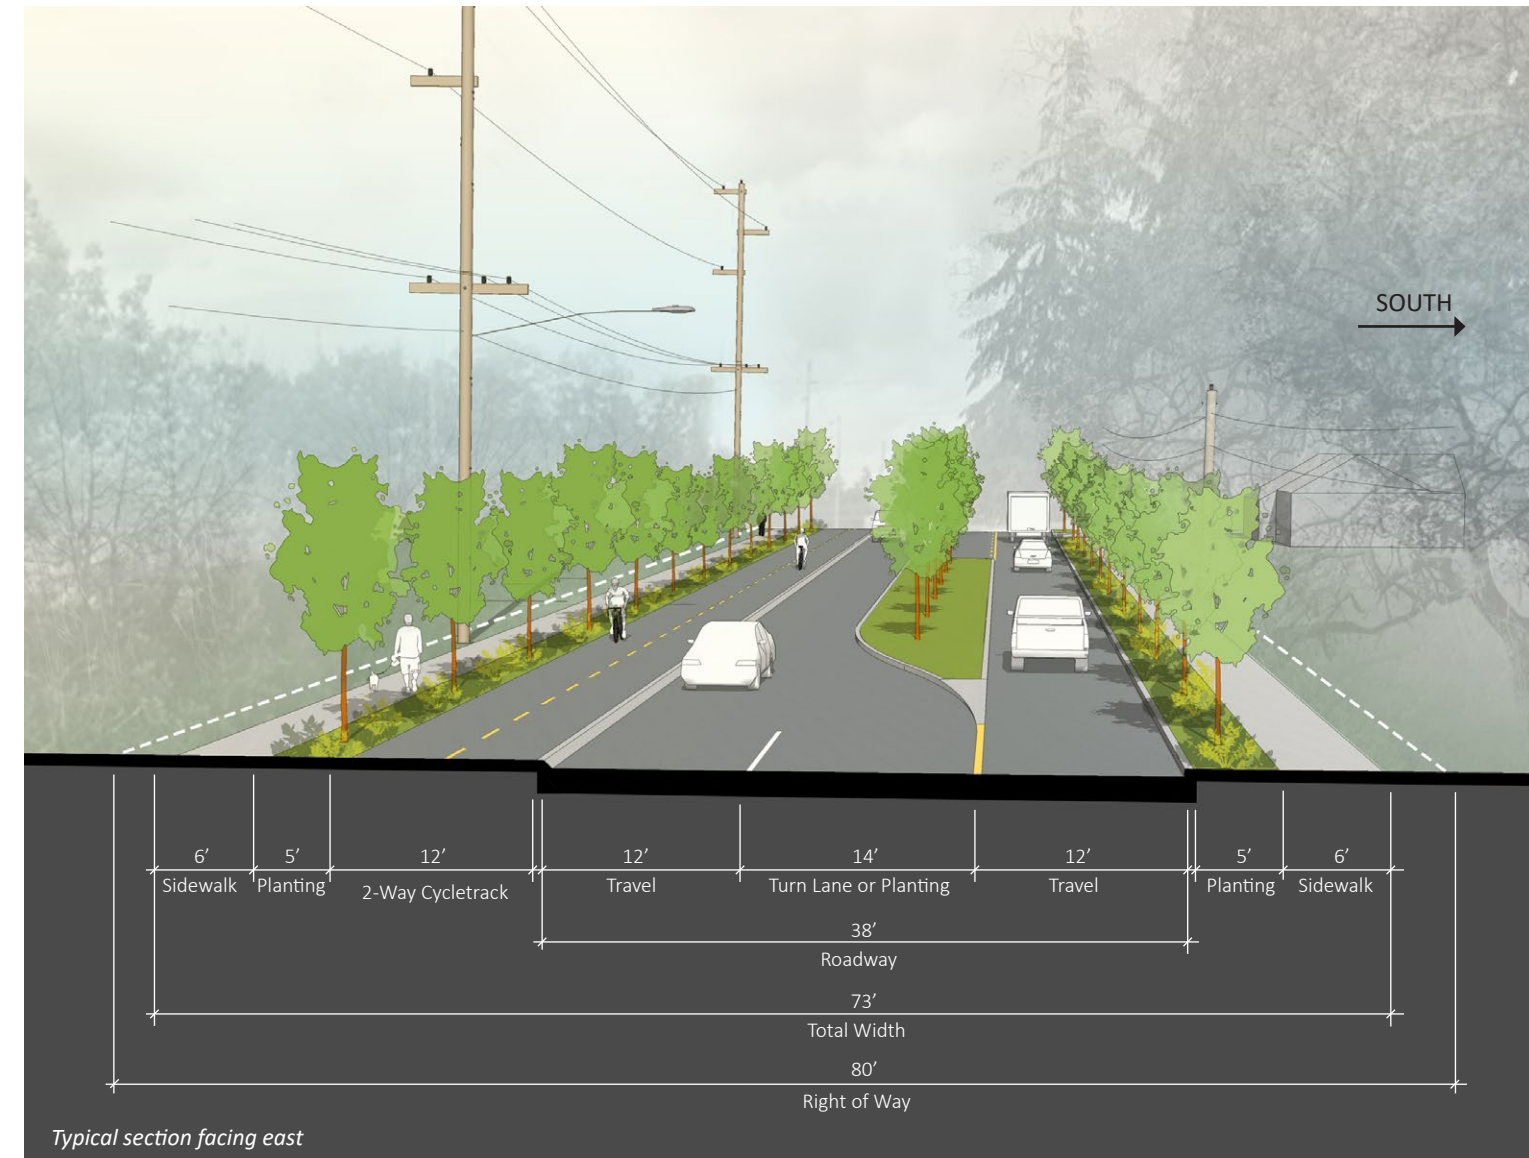 SOUTH
6’ 5’ 12’ 12’ 14’ 12’ 5’ 6’
Sidewalk Planting 2-Way Cycletrack Travel Turn Lane or Planting Travel Planting Sidewalk
38’
Roadway
73’
Total Width
80’
Right of Way
Typical section facing east